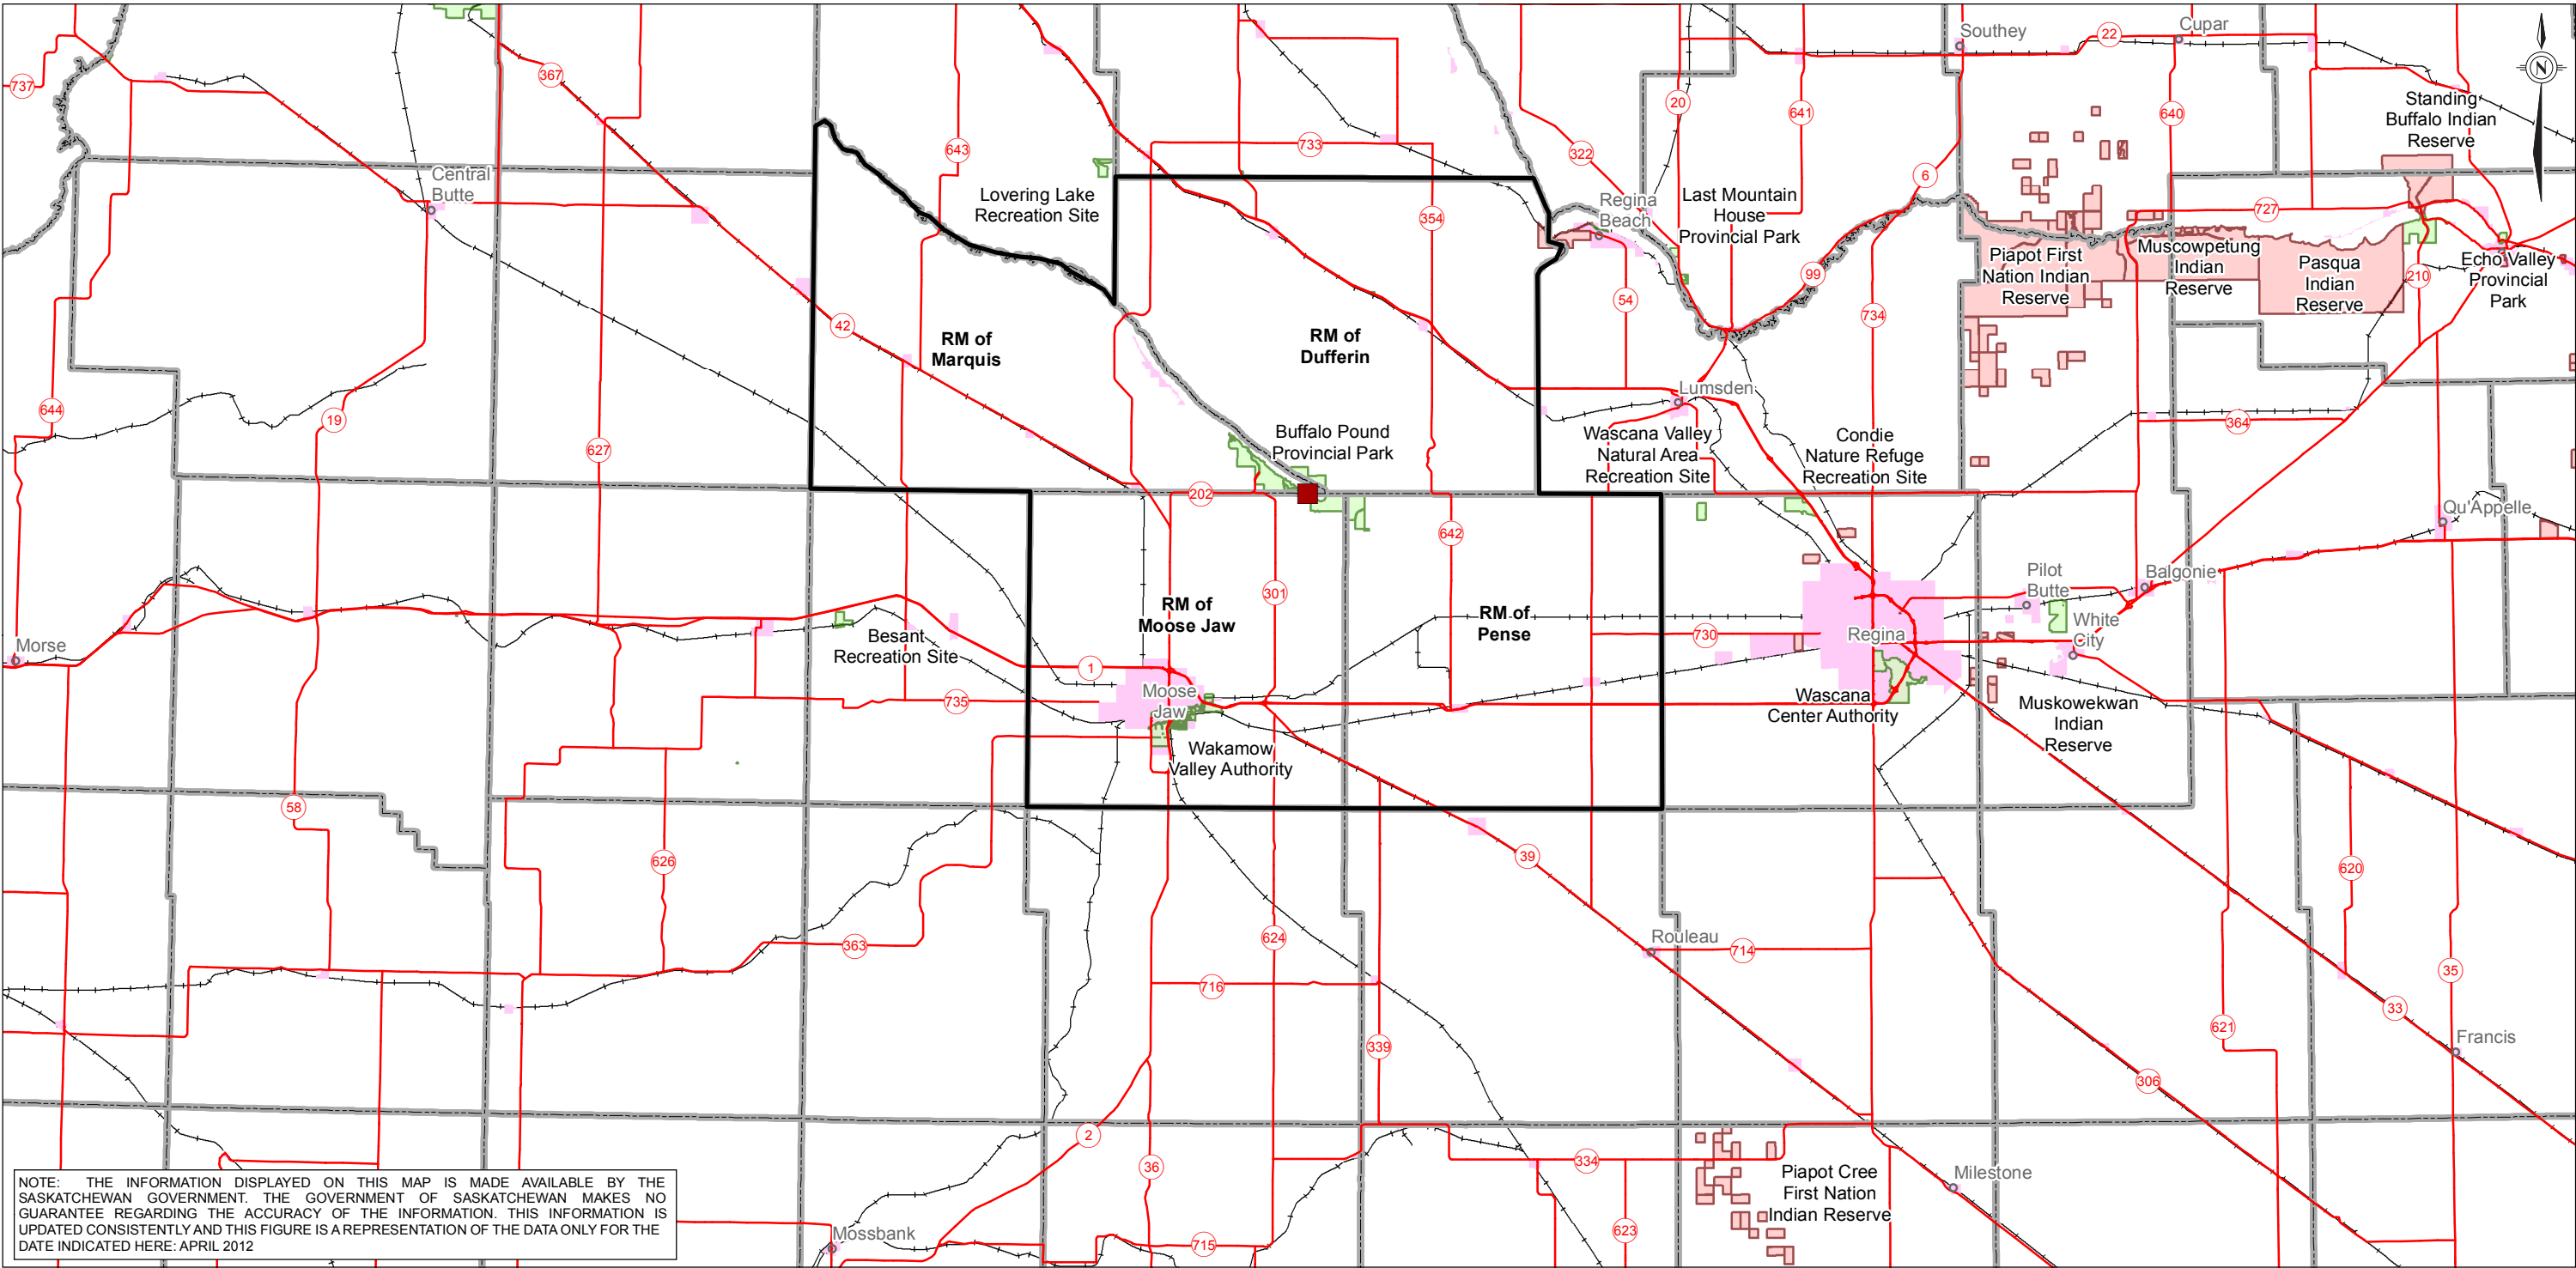 Southey
22
Cupar
N
737
367
20
641
640
Standing
Buffalo Indian
Reserve
643
733
322
6
Central
Butte
Lovering Lake
Recreation Site
354
Regina
Beach
Last Mountain
House
Provincial Park
727
Piapot First
Nation Indian
Reserve
Muscowpetung
Indian
Reserve
Pasqua
Indian
Reserve
210
Echo Valley
Provincial
Park
99
54
734
42
RM of
Marquis
RM of
Dufferin
Lumsden
644
19
627
364
Buffalo Pound
Provincial Park
Wascana Valley
Natural Area
Recreation Site
Condie
Nature Refuge
Recreation Site
202
642
Qu'Appelle
301
Pilot
Butte
Balgonie
RM of
Moose Jaw
RM of
Pense
730
Regina
White
City
Morse
Besant
Recreation Site
1
735
Moose
Jaw
Wascana
Center Authority
Muskowekwan
Indian
Reserve
Wakamow
Valley Authority
58
626
39
620
363
624
Rouleau
714
716
35
33
621
339
Francis
306
2
36
334
Piapot Cree
First Nation
Indian Reserve
Milestone
623
Mossbank
715
NOTE: THE INFORMATION DISPLAYED ON THIS MAP IS MADE AVAILABLE BY THE
SASKATCHEWAN GOVERNMENT. THE GOVERNMENT OF SASKATCHEWAN MAKES NO
GUARANTEE REGARDING THE ACCURACY OF THE INFORMATION. THIS INFORMATION IS
UPDATED CONSISTENTLY AND THIS FIGURE IS A REPRESENTATION OF THE DATA ONLY FOR THE
DATE INDICATED HERE: APRIL 2012